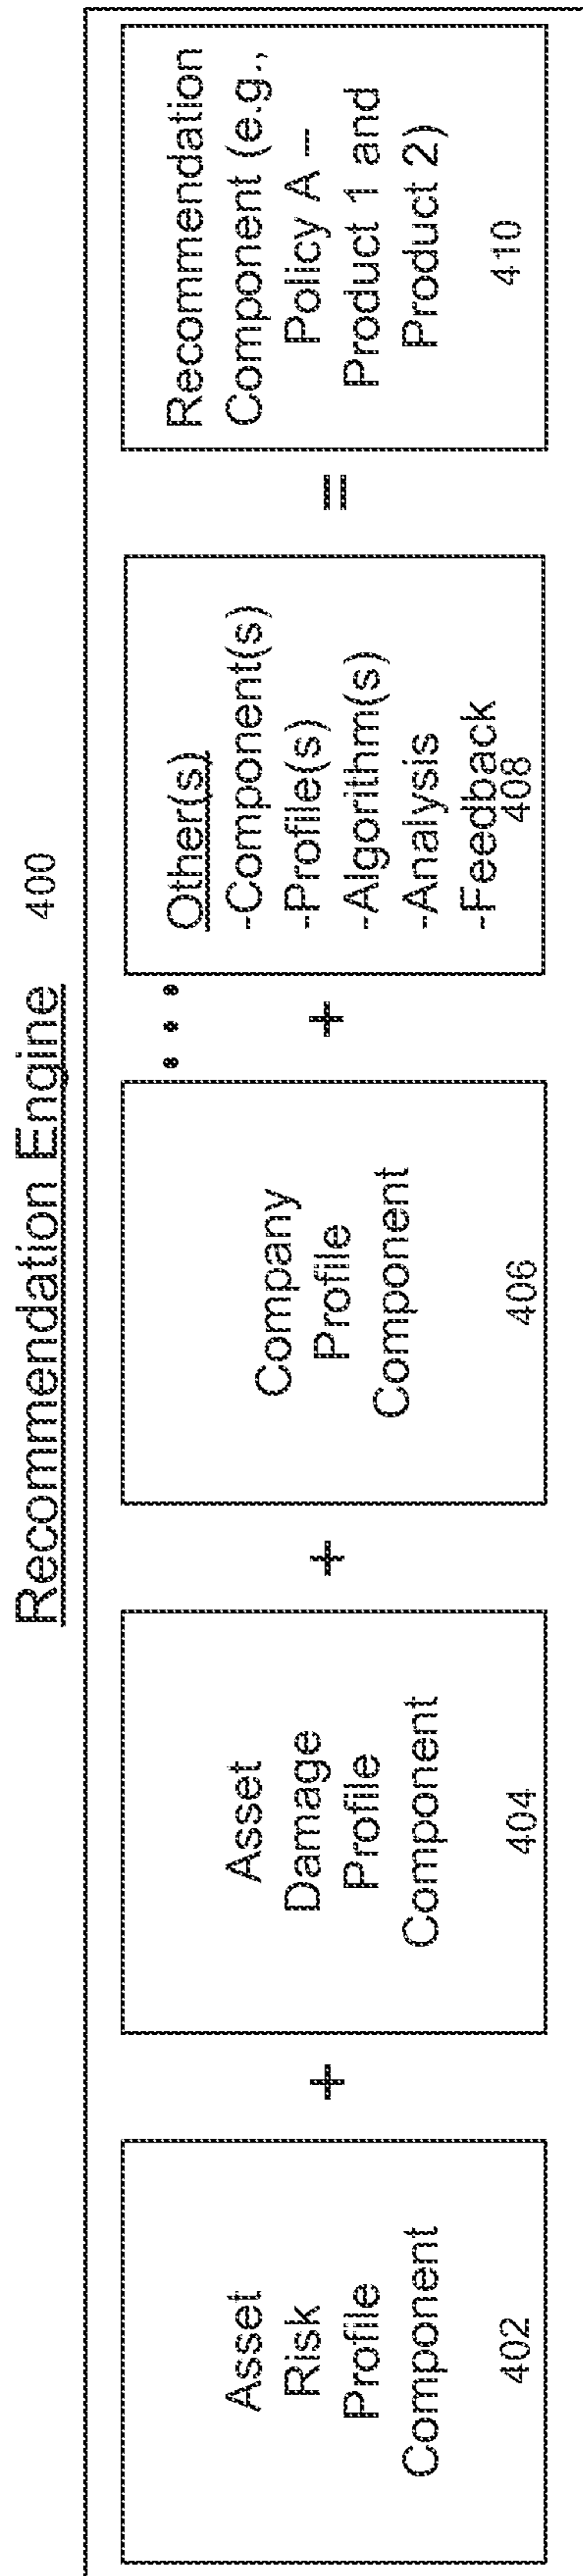 Recommendation Engine 400
Asset
Risk
Profile
Component
402
+
Asset
Damage
Profile
Component
404
+
Company
Profile
Component
406
...
+
Other(s)
-Component(s)
-Profile(s)
-Algorithm(s)
-Analysis
-Feedback
408
=
Recommendation
Component (e.g.,
Policy A –
Product 1 and
Product 2)
410